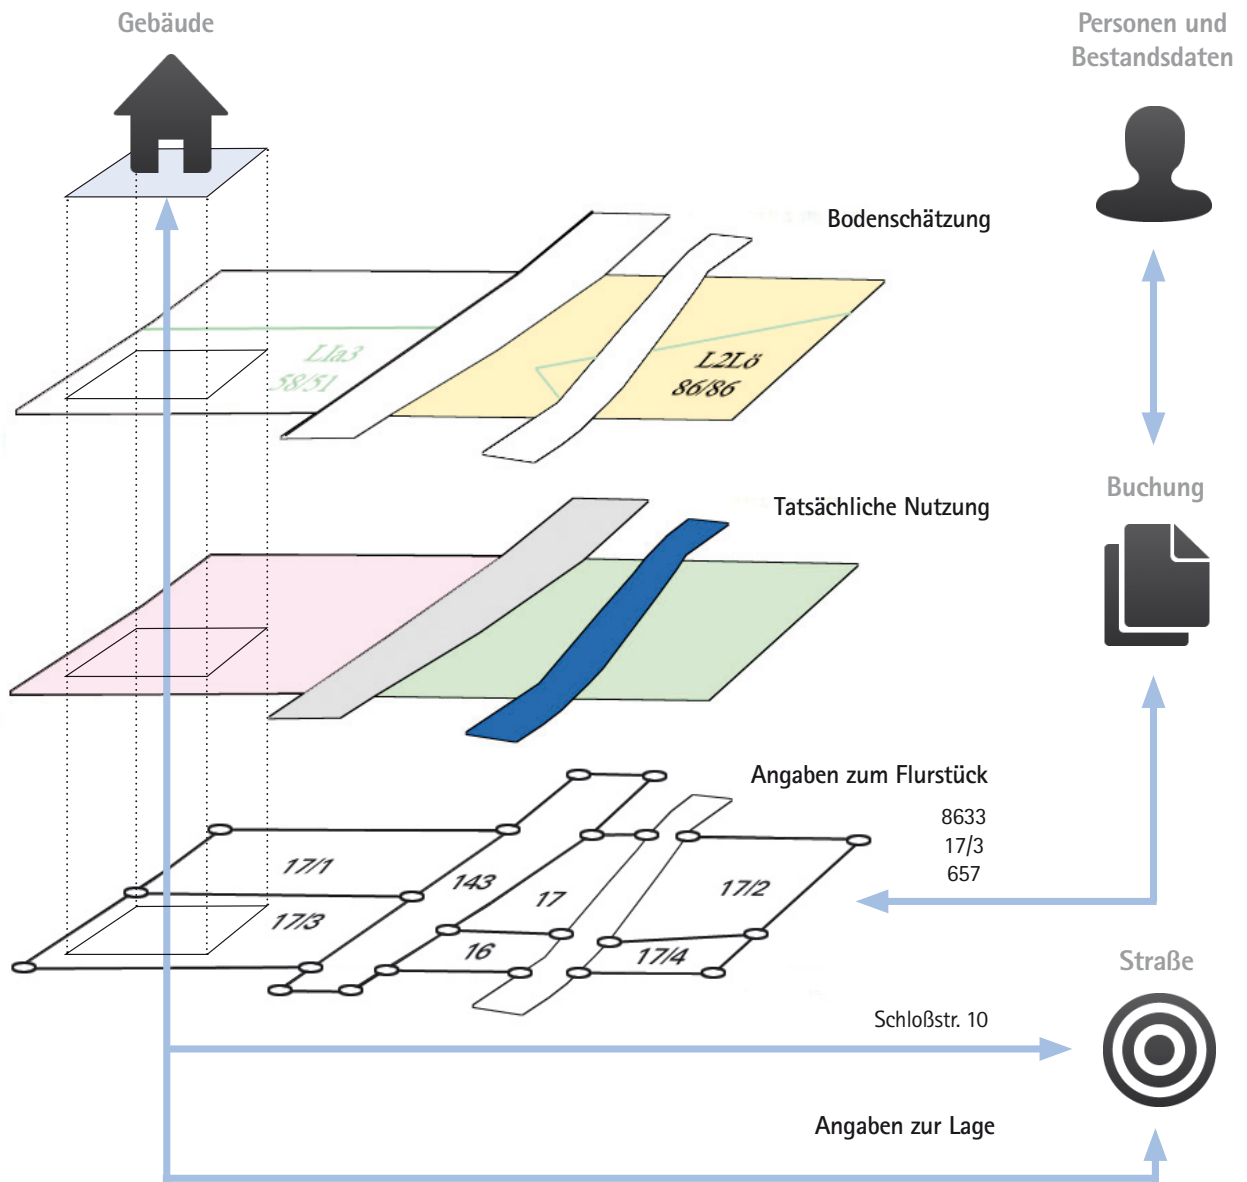 Gebäude
Personen und
Bestandsdaten
Bodenschätzung
LIa3
58/51
L2Lö
86/86
Buchung
Tatsächliche Nutzung
Angaben zum Flurstück
8633
17/3
657
17/1
143
17
17/2
17/3
16
17/4
Straße
Schloßstr. 10
Angaben zur Lage